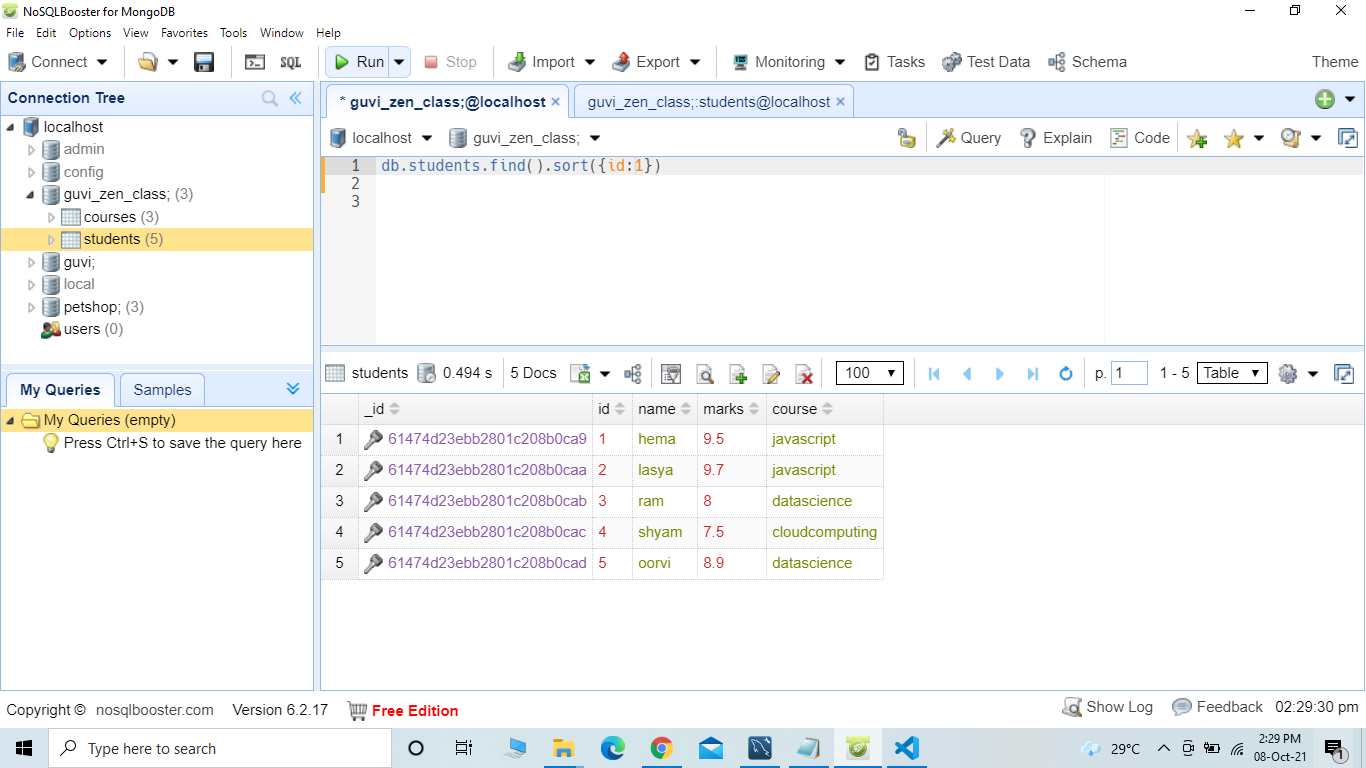 NoSQLBooster for MongoDB
File Edit Options View Favorites Tools Window Help
Connect SQL Run Stop Import Export Monitoring Tasks Test Data Schema Theme
Connection Tree
localhost
admin
config
guvi_zen_class; (3)
courses (3)
students (5)
guvi;
local
petshop; (3)
users (0)
* guvi_zen_class;@localhost × guvi_zen_class;:students@localhost ×
localhost guvi_zen_class; Query Explain Code
1 db.students.find().sort({id:1})
2
3
My Queries Samples
My Queries (empty)
Press Ctrl+S to save the query here
students 0.494 s 5 Docs 100 p. 1 1 - 5 Table
_id id name marks course
1 61474d23ebb2801c208b0ca9 1 hema 9.5 javascript
2 61474d23ebb2801c208b0caa 2 lasya 9.7 javascript
3 61474d23ebb2801c208b0cab 3 ram 8 datascience
4 61474d23ebb2801c208b0cac 4 shyam 7.5 cloudcomputing
5 61474d23ebb2801c208b0cad 5 oorvi 8.9 datascience
Copyright © nosqlbooster.com Version 6.2.17 Free Edition Show Log Feedback 02:29:30 pm
Type here to search 29°C 2:29 PM
08-Oct-21 1